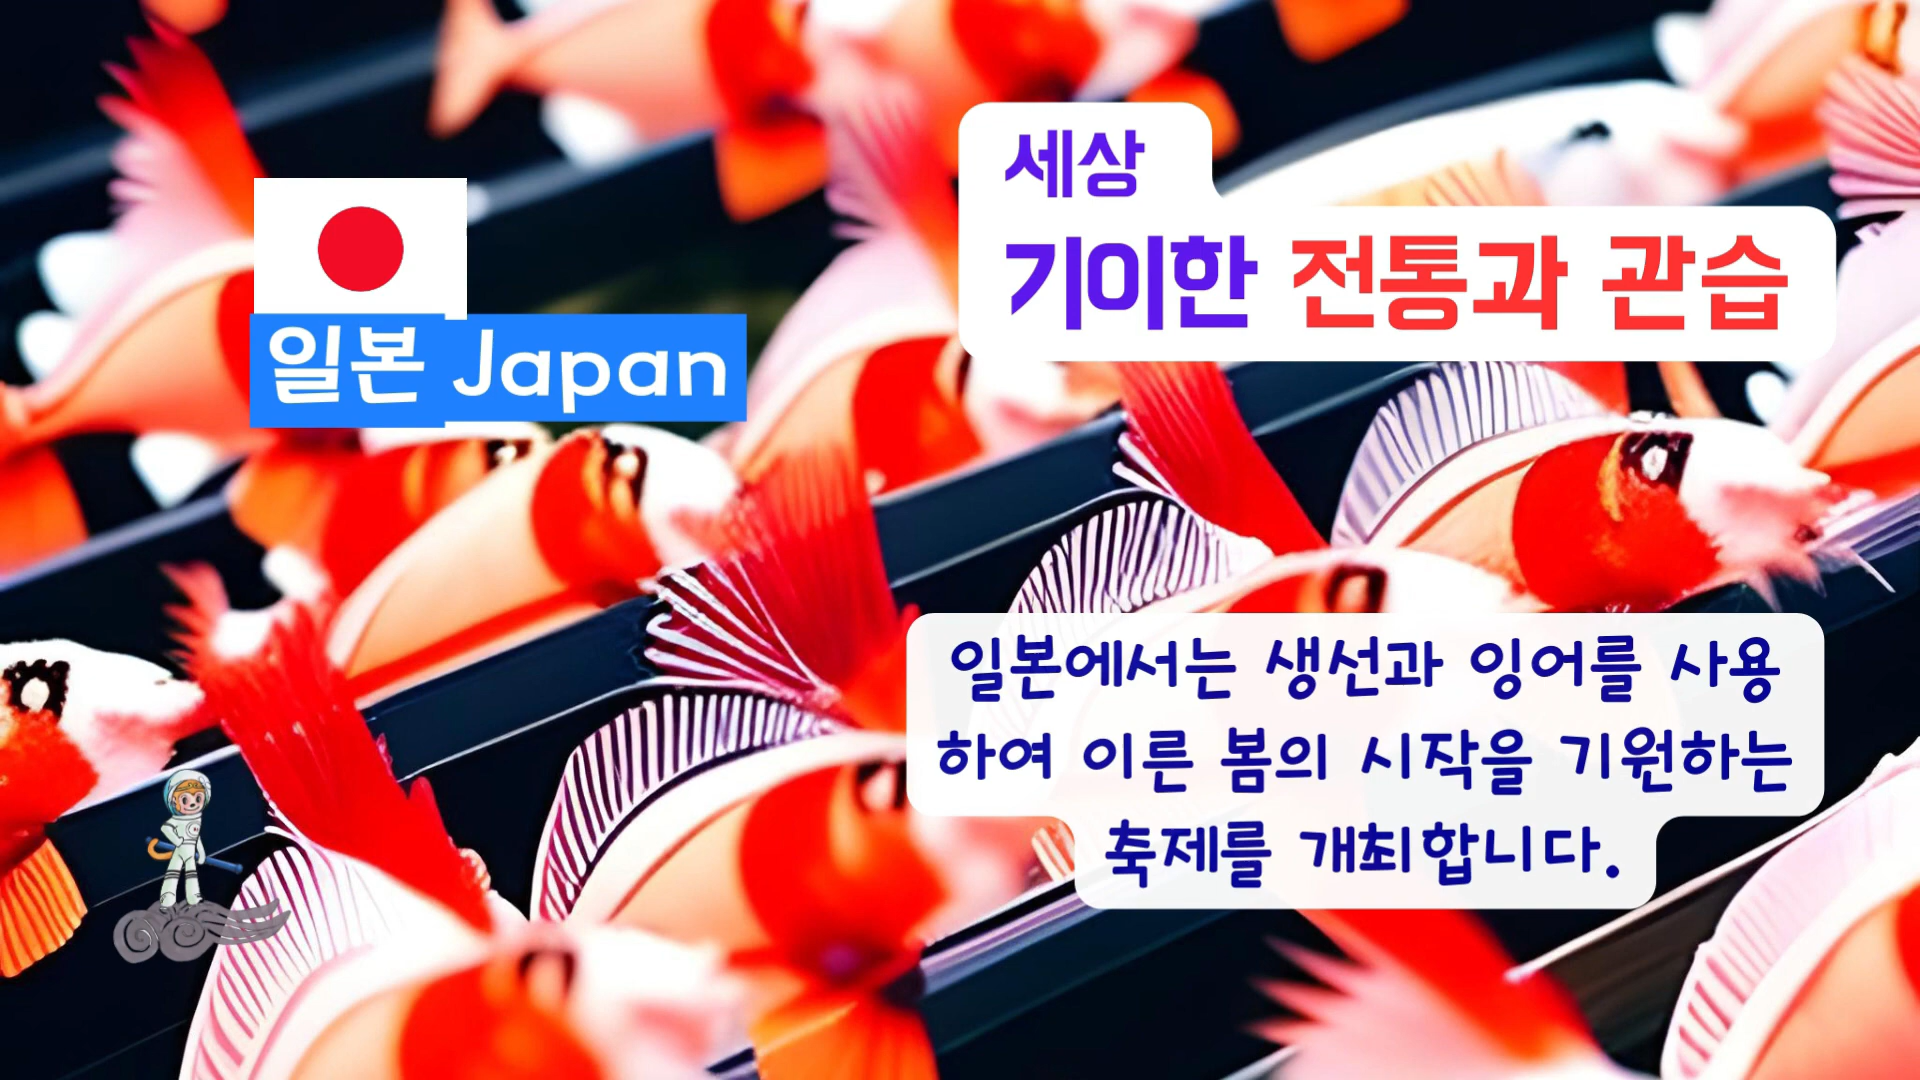 세상
기이한 전통과 관습
일본 Japan
일본에서는 생선과 잉어를 사용
하여 이른 봄의 시작을 기원하는
축제를 개최합니다.